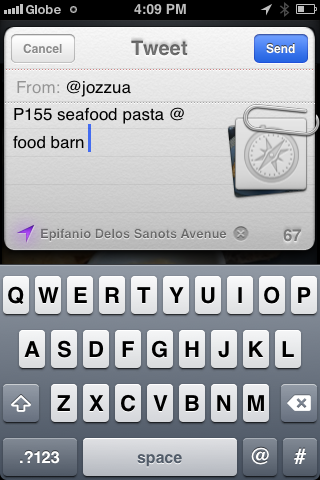 Globe 4:09 PM
Cancel Tweet Send
From: @jozzua
P155 seafood pasta @
food barn
Epifanio Delos Sanots Avenue 67
Q W E R T Y U I O P
A S D F G H J K L
Z X C V B N M
.?123 space @ #